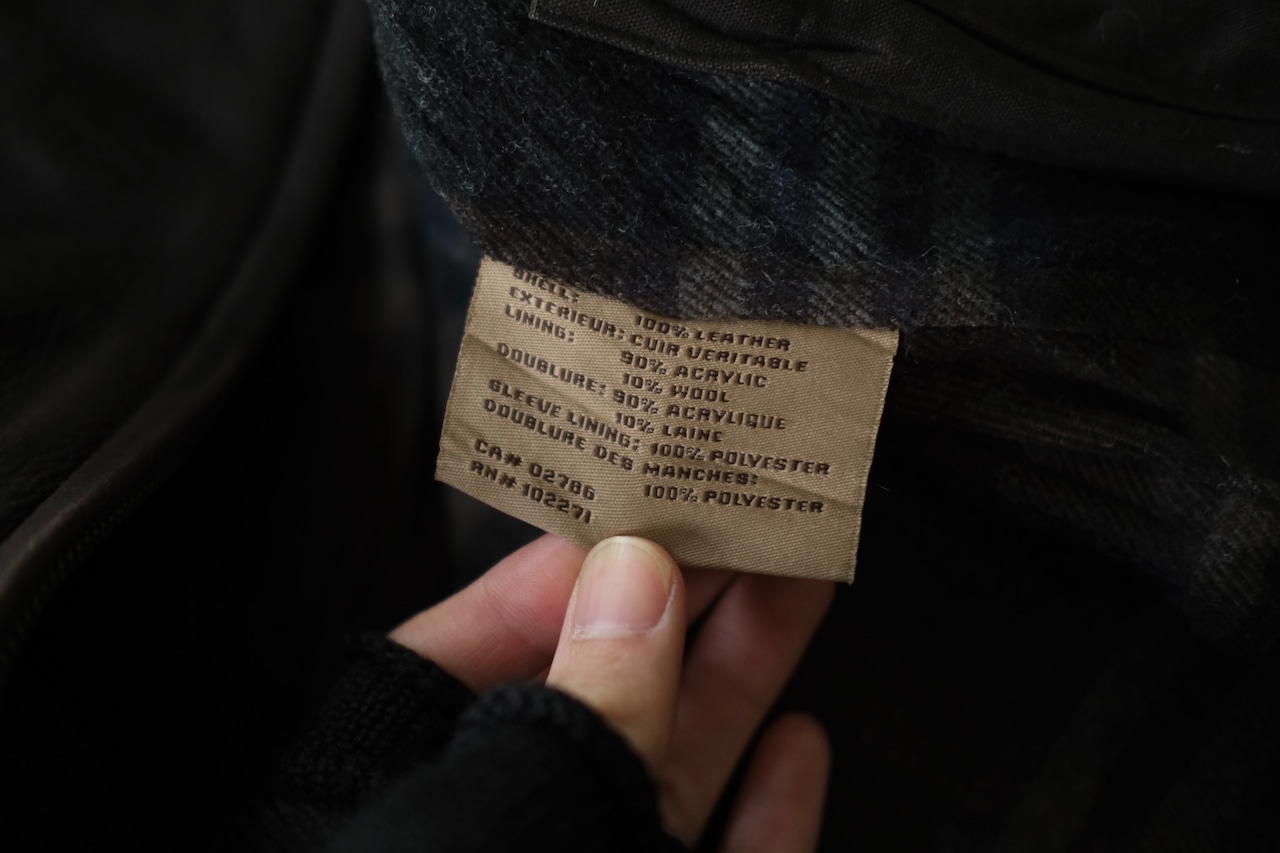 SHELL:
100% LEATHER
EXTERIEUR: CUIR VERITABLE
LINING: 90% ACRYLIC
10% WOOL
DOUBLURE: 90% ACRYLIQUE
10% LAINE
SLEEVE LINING: 100% POLYESTER
DOUBLURE DES MANCHES:
100% POLYESTER
CA# 02786
RN# 102271